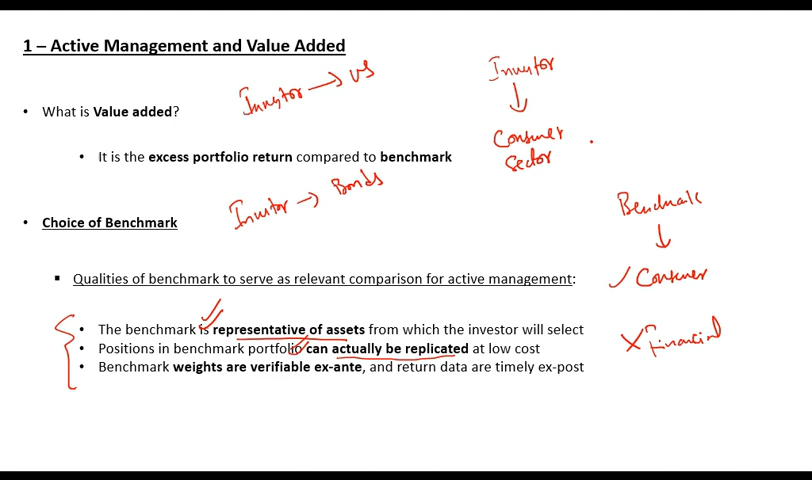 1 – Active Management and Value Added
Investor → US
Investor
↓
Consumer
Sector
• What is Value added?
• It is the excess portfolio return compared to benchmark
Investor → Bonds
Benchmark
↓
✓ Consumer
✗ Financial
• Choice of Benchmark
▪ Qualities of benchmark to serve as relevant comparison for active management:
• The benchmark is representative of assets from which the investor will select
• Positions in benchmark portfolio can actually be replicated at low cost
• Benchmark weights are verifiable ex-ante, and return data are timely ex-post